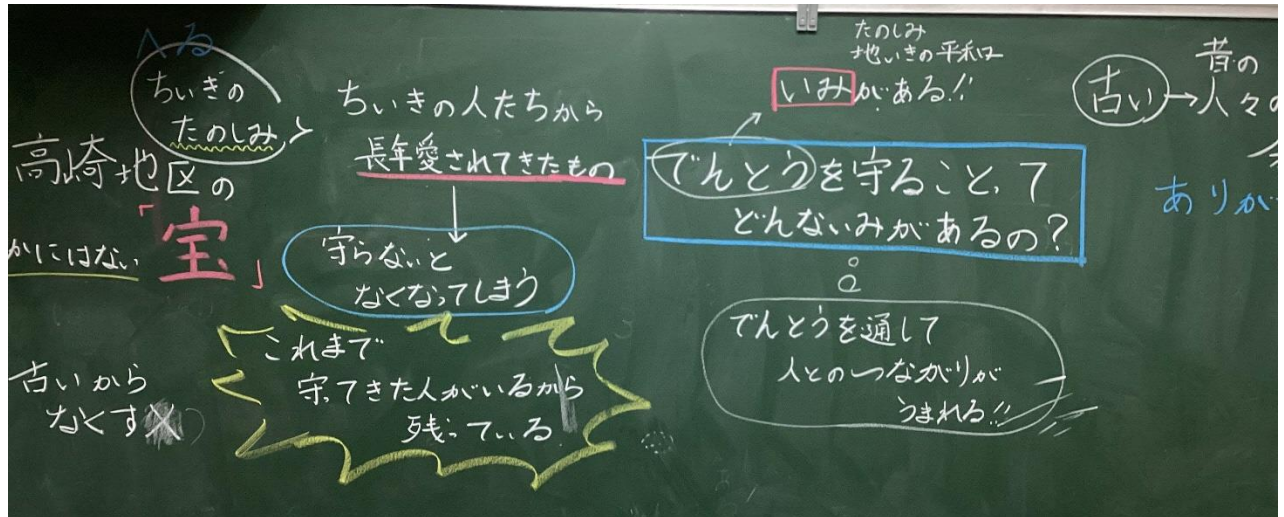 へる
ちいきの
たのしみ
高崎地区の
「宝」
かにはない
古いから
なくす✕
ちいきの人たちから
長年愛されてきたもの
守らないと
なくなってしまう
これまで
守ってきた人がいるから
残っている
たのしみ
地いきの平和は
いみがある!!
でんとうを守ることって
どんないみがあるの?
でんとうを通して
人とのつながりが
うまれる!!
古い→
昔の
人々の
ありが